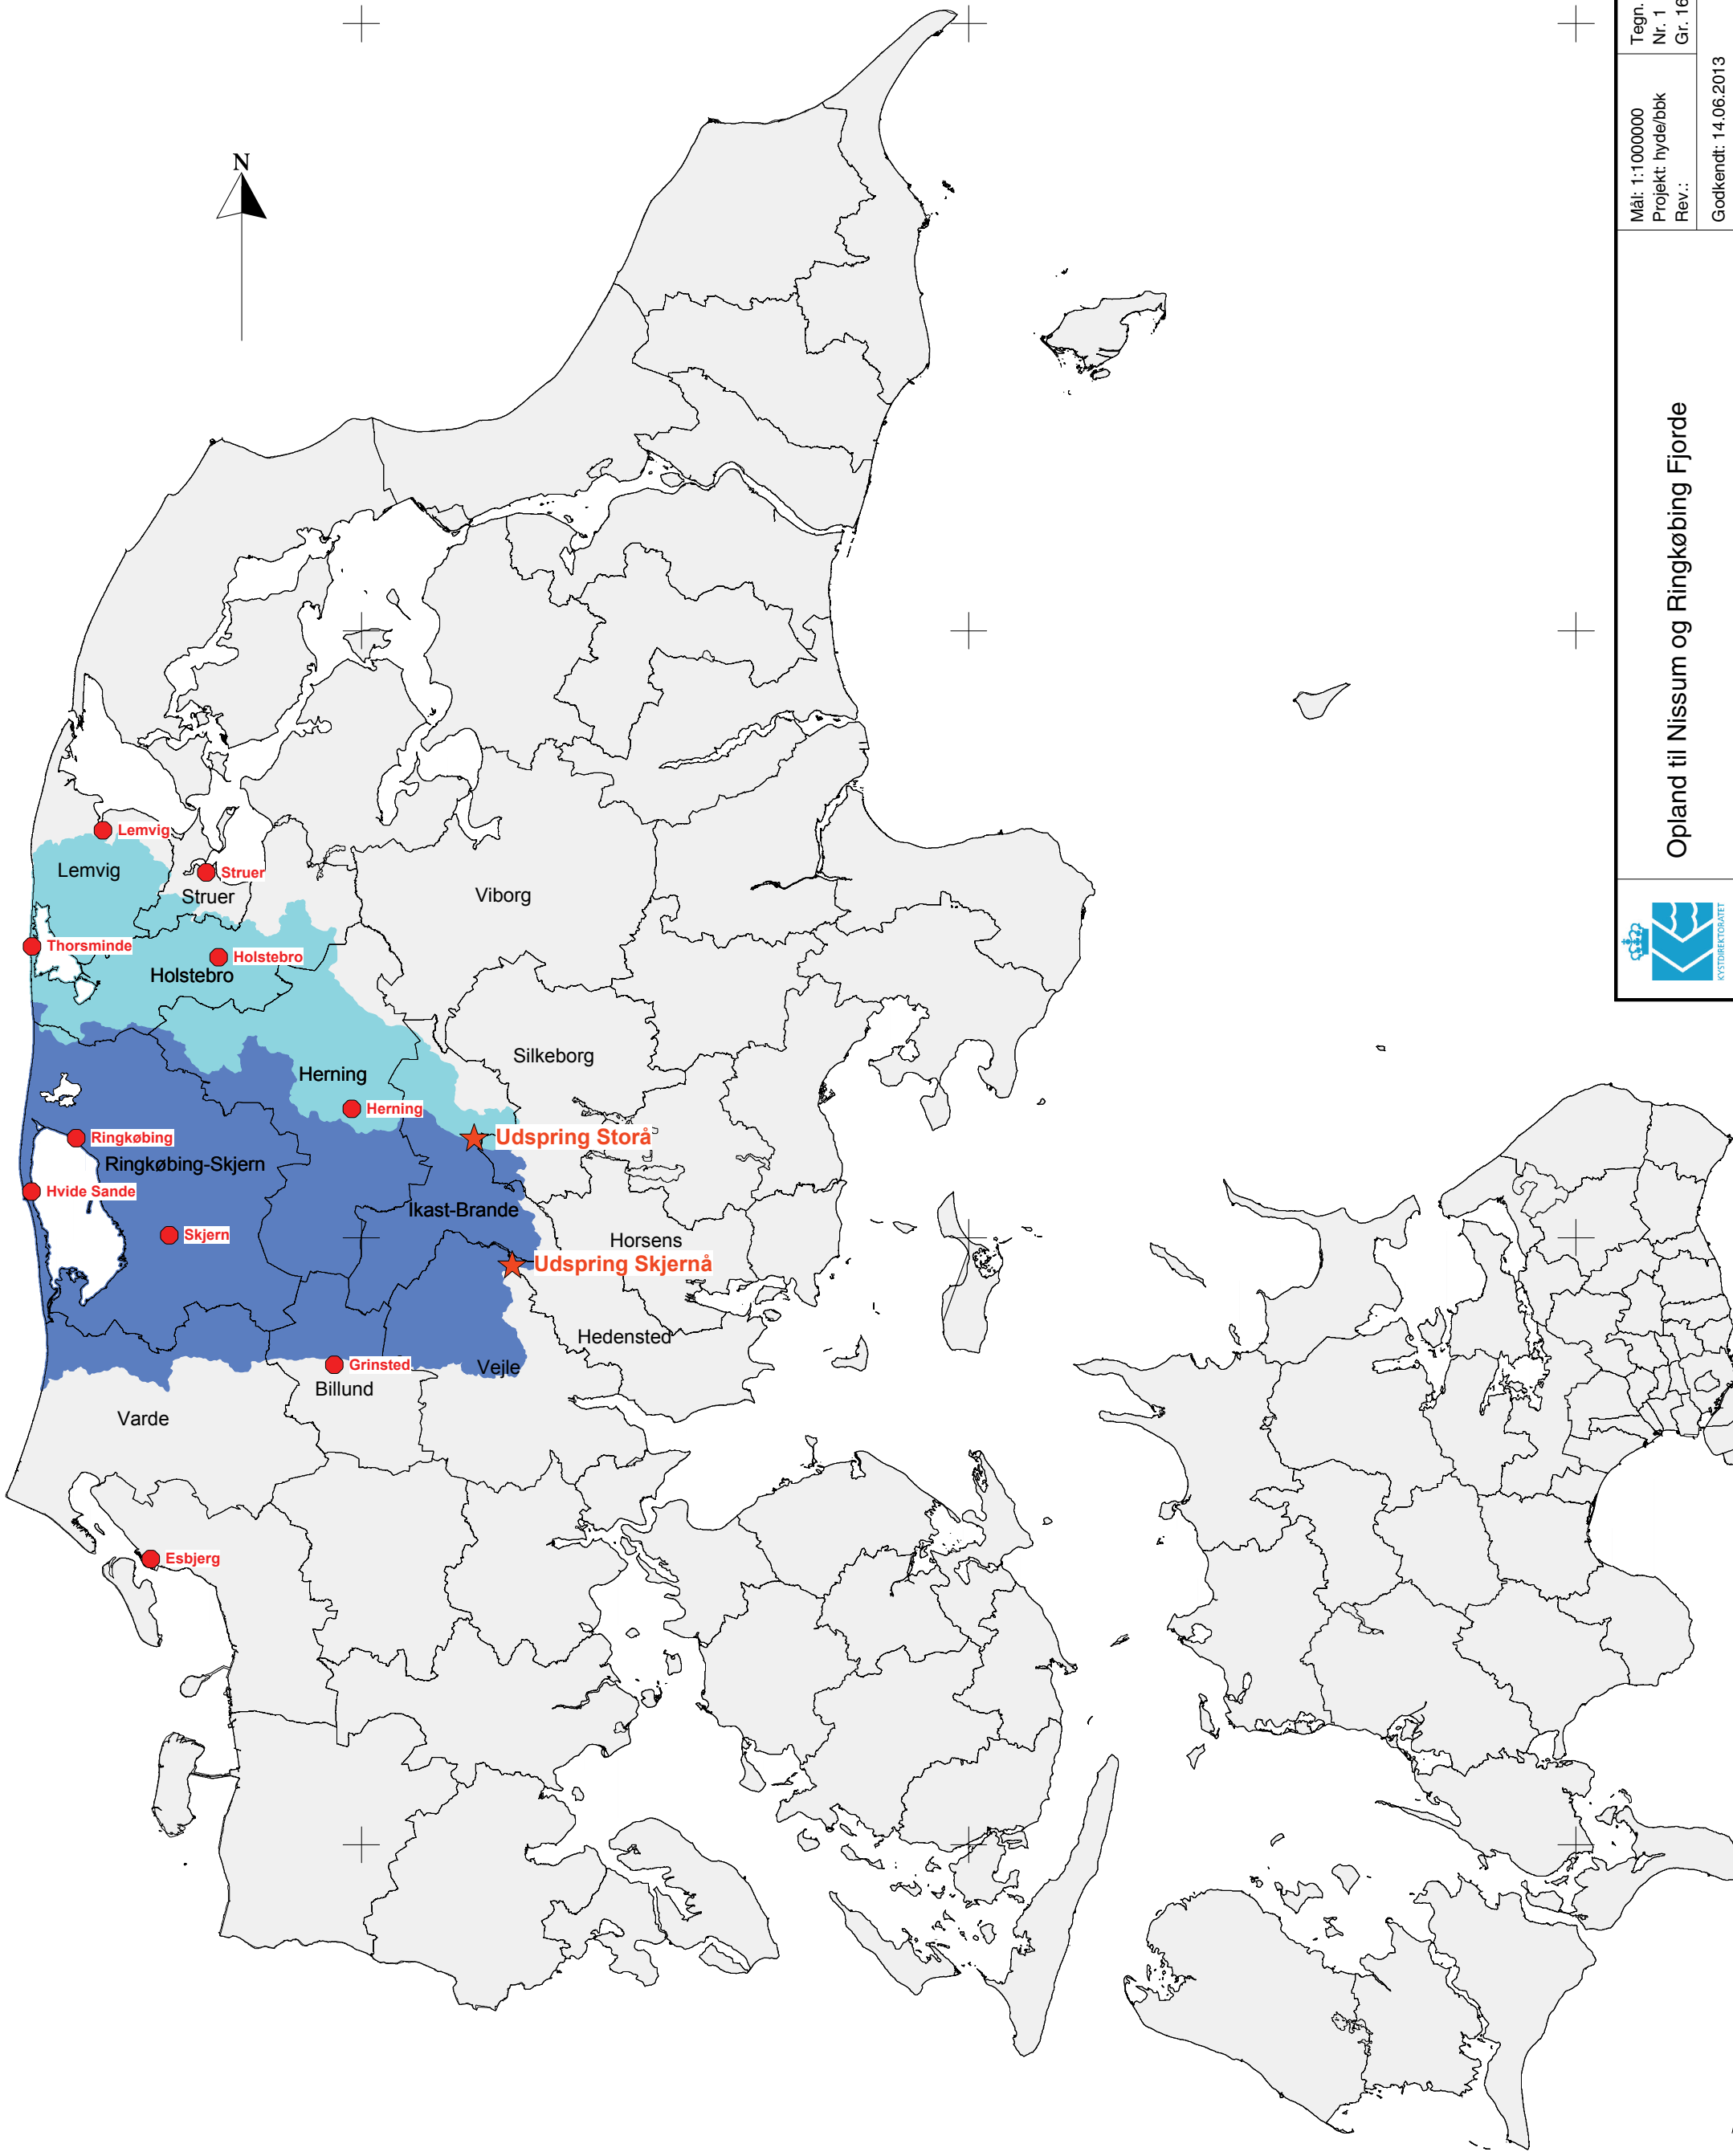 N
Lemvig
Lemvig
Struer
Struer
Viborg
Thorsminde
Holstebro
Holstebro
Silkeborg
Herning
Herning
Udspring Storå
Ringkøbing
Ringkøbing-Skjern
Hvide Sande
Ikast-Brande
Skjern
Horsens
Udspring Skjernå
Hedensted
Grinsted
Vejle
Billund
Varde
Esbjerg
KYSTDIREKTORATET
Opland til Nissum og Ringkøbing Fjorde
Mål: 1:1000000
Projekt: hyde/bbk
Rev.:
Godkendt: 14.06.2013
Tegn.
Nr. 1
Gr. 16